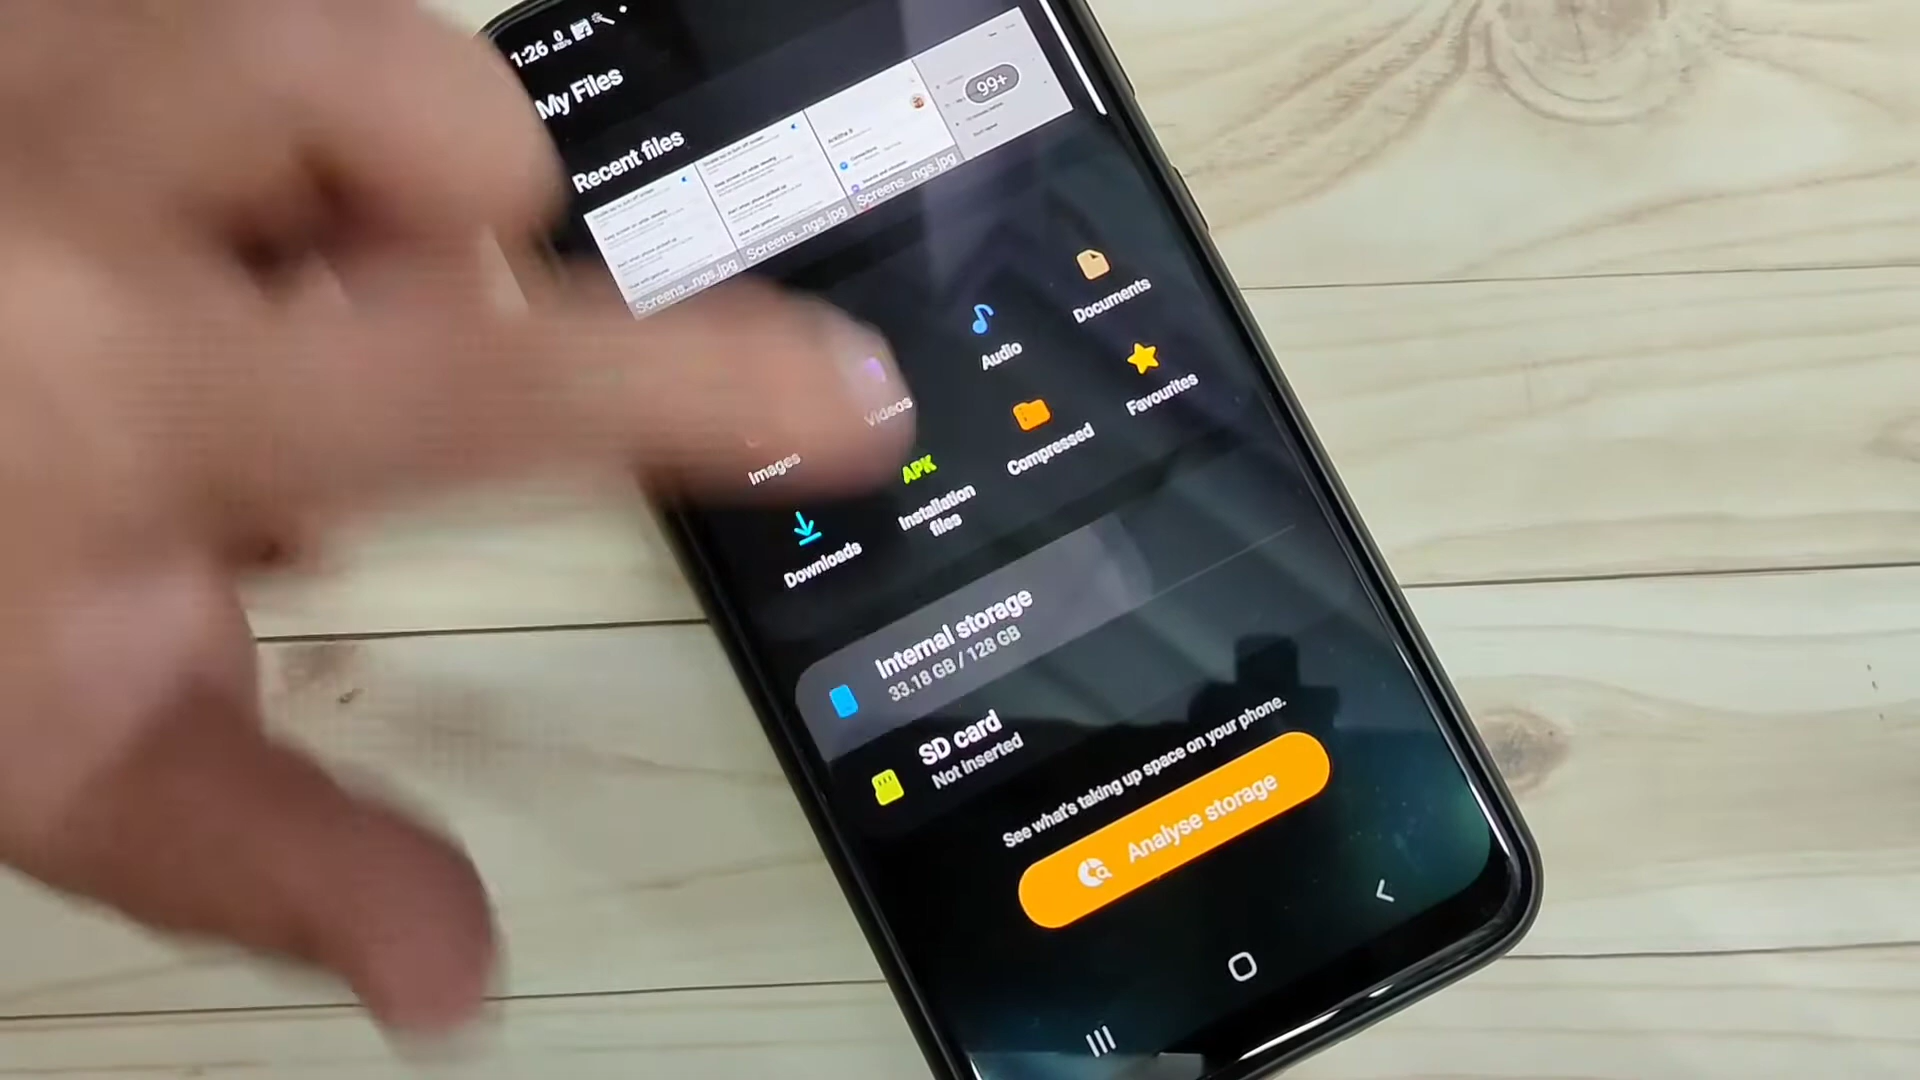 1:26 0 KB/s
My Files
Recent files
99+
Screens...ngs.jpg
Screens...ngs.jpg
Screens...ngs.jpg
Images
Videos
Audio
Documents
Downloads
APK
Installation
files
Compressed
Favourites
Internal storage
33.18 GB / 128 GB
SD card
Not inserted
See what's taking up space on your phone.
Analyse storage